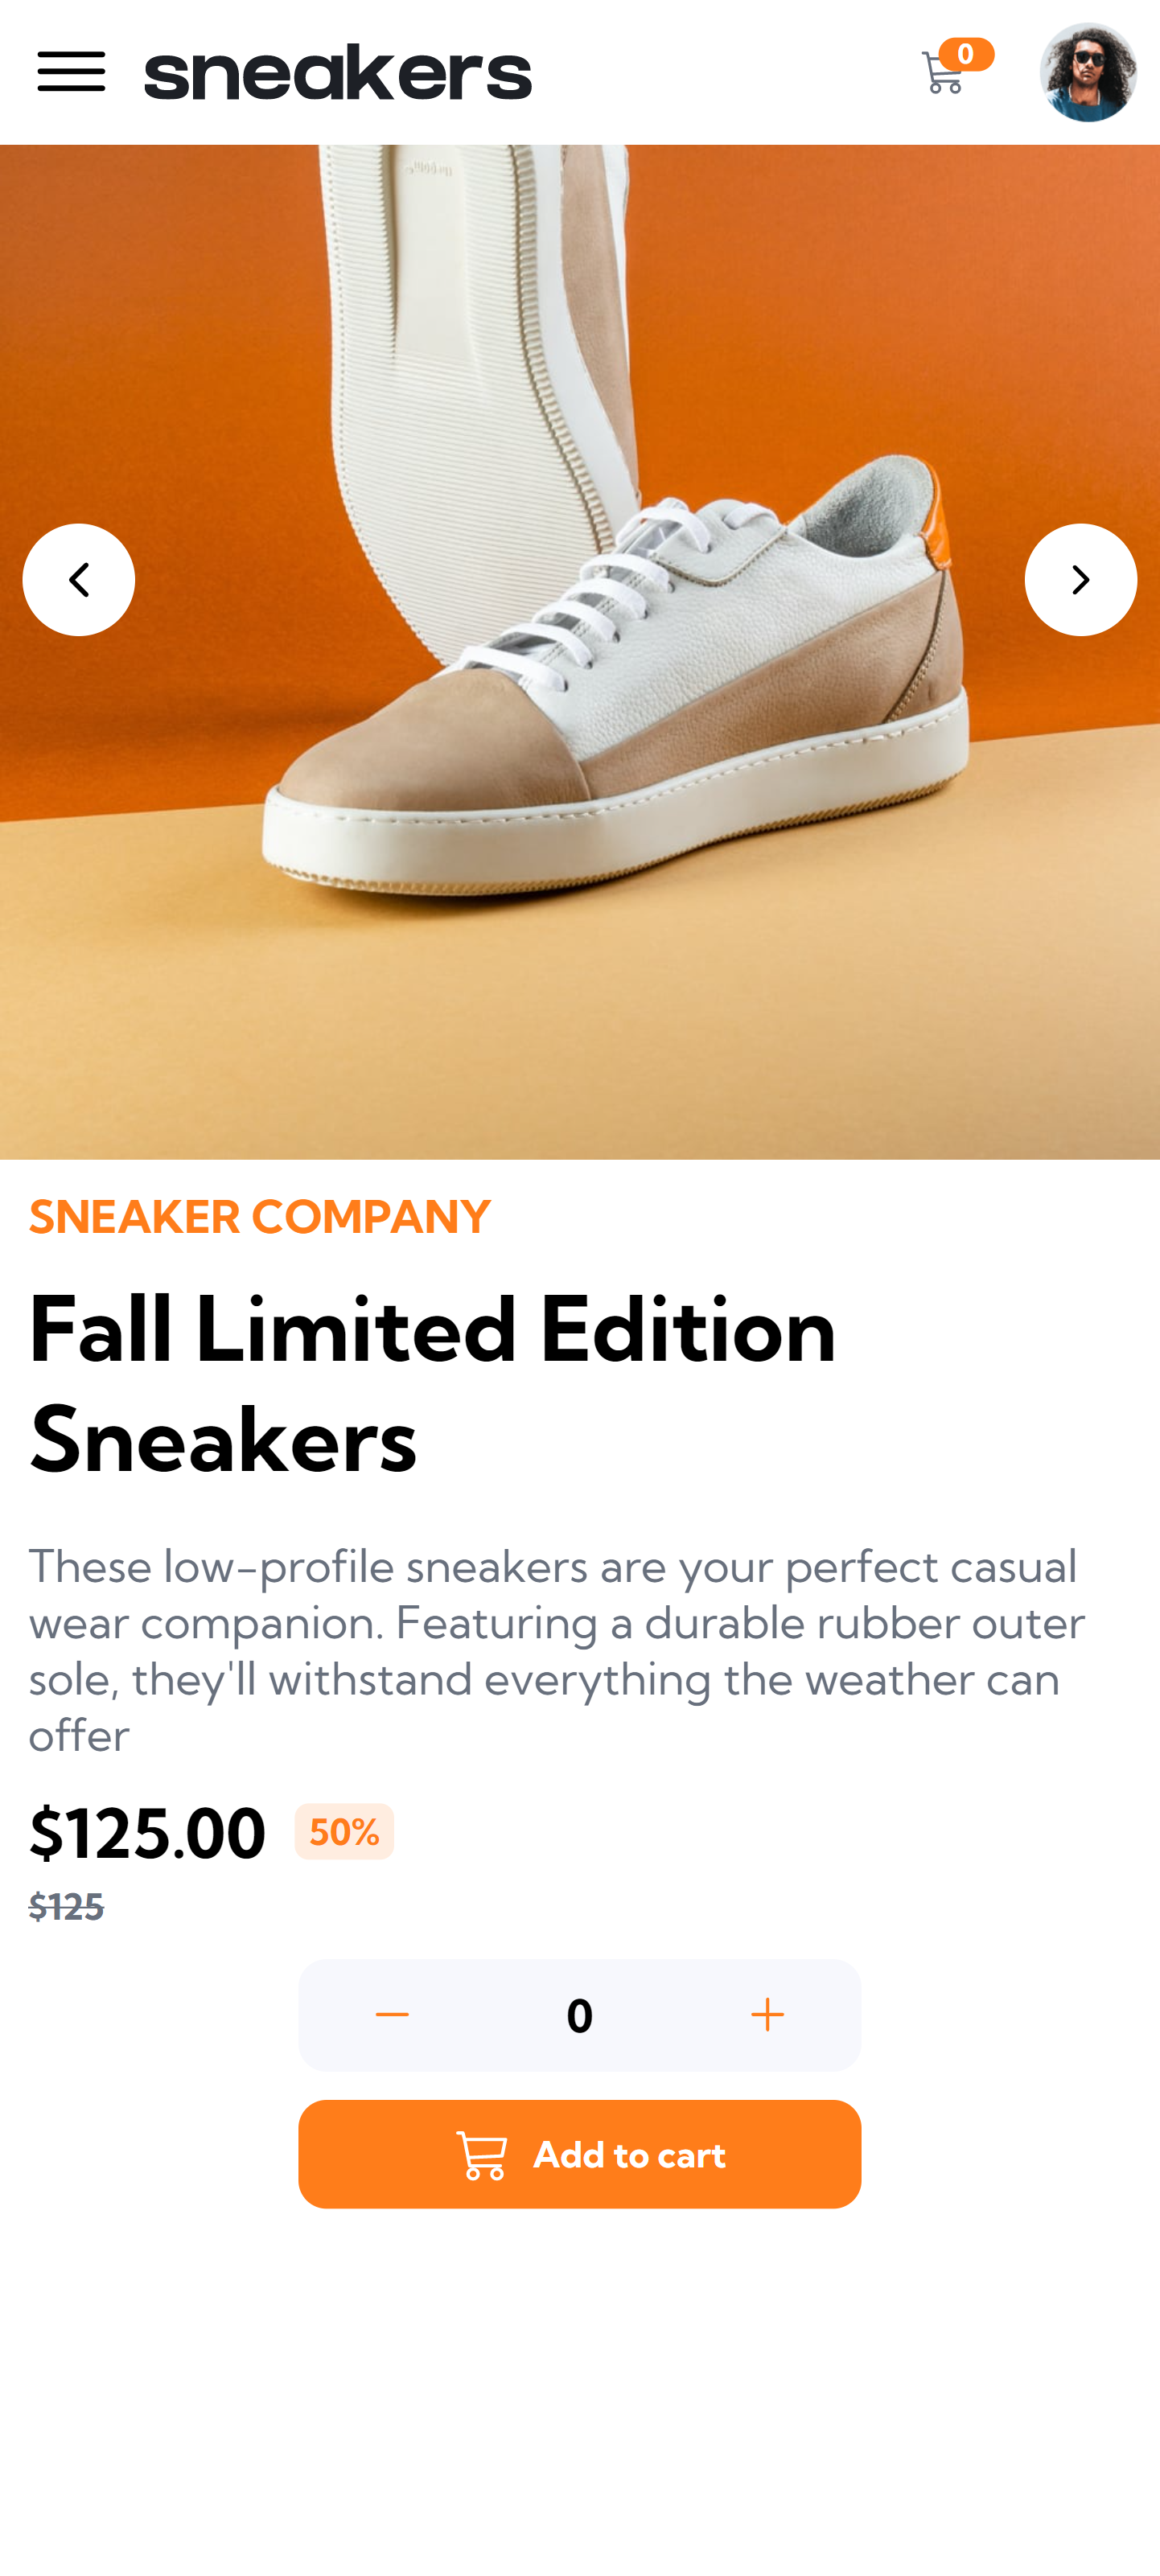 sneakers
0
SNEAKER COMPANY
Fall Limited Edition
Sneakers
These low-profile sneakers are your perfect casual
wear companion. Featuring a durable rubber outer
sole, they'll withstand everything the weather can
offer
$125.00 50%
$125
0
Add to cart